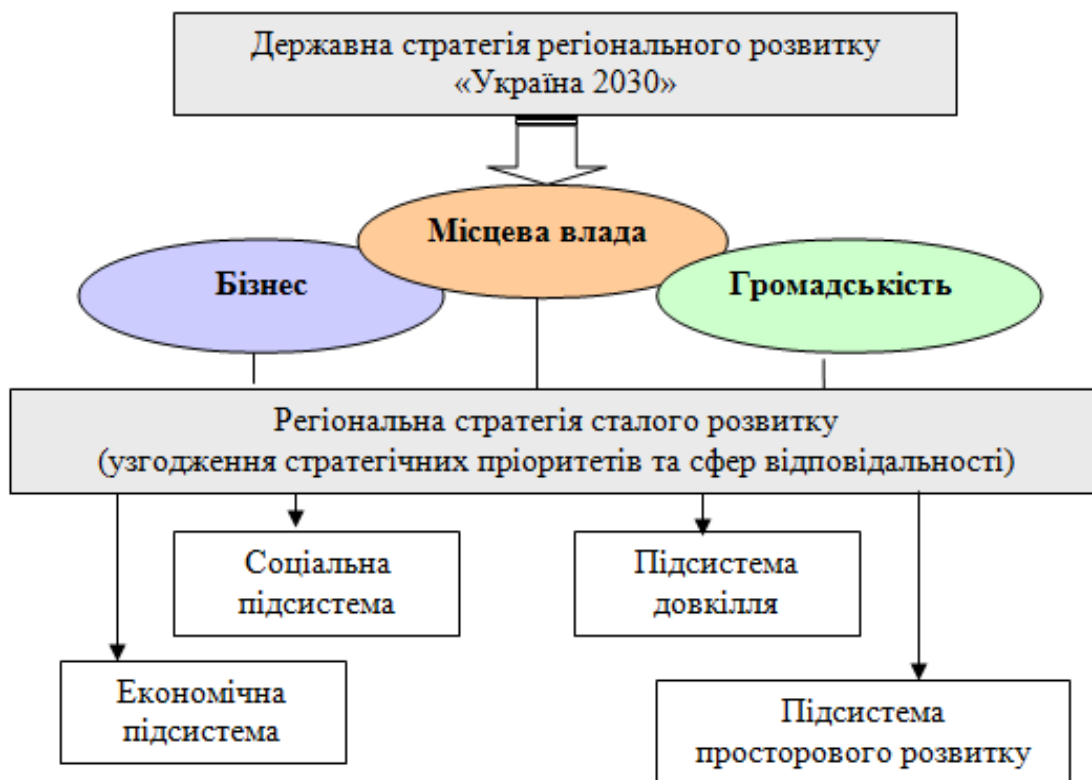 Державна стратегія регіонального розвитку
«Україна 2030»
Місцева влада
Бізнес
Громадськість
Регіональна стратегія сталого розвитку
(узгодження стратегічних пріоритетів та сфер відповідальності)
Соціальна
підсистема
Підсистема
довкілля
Економічна
підсистема
Підсистема
просторового розвитку